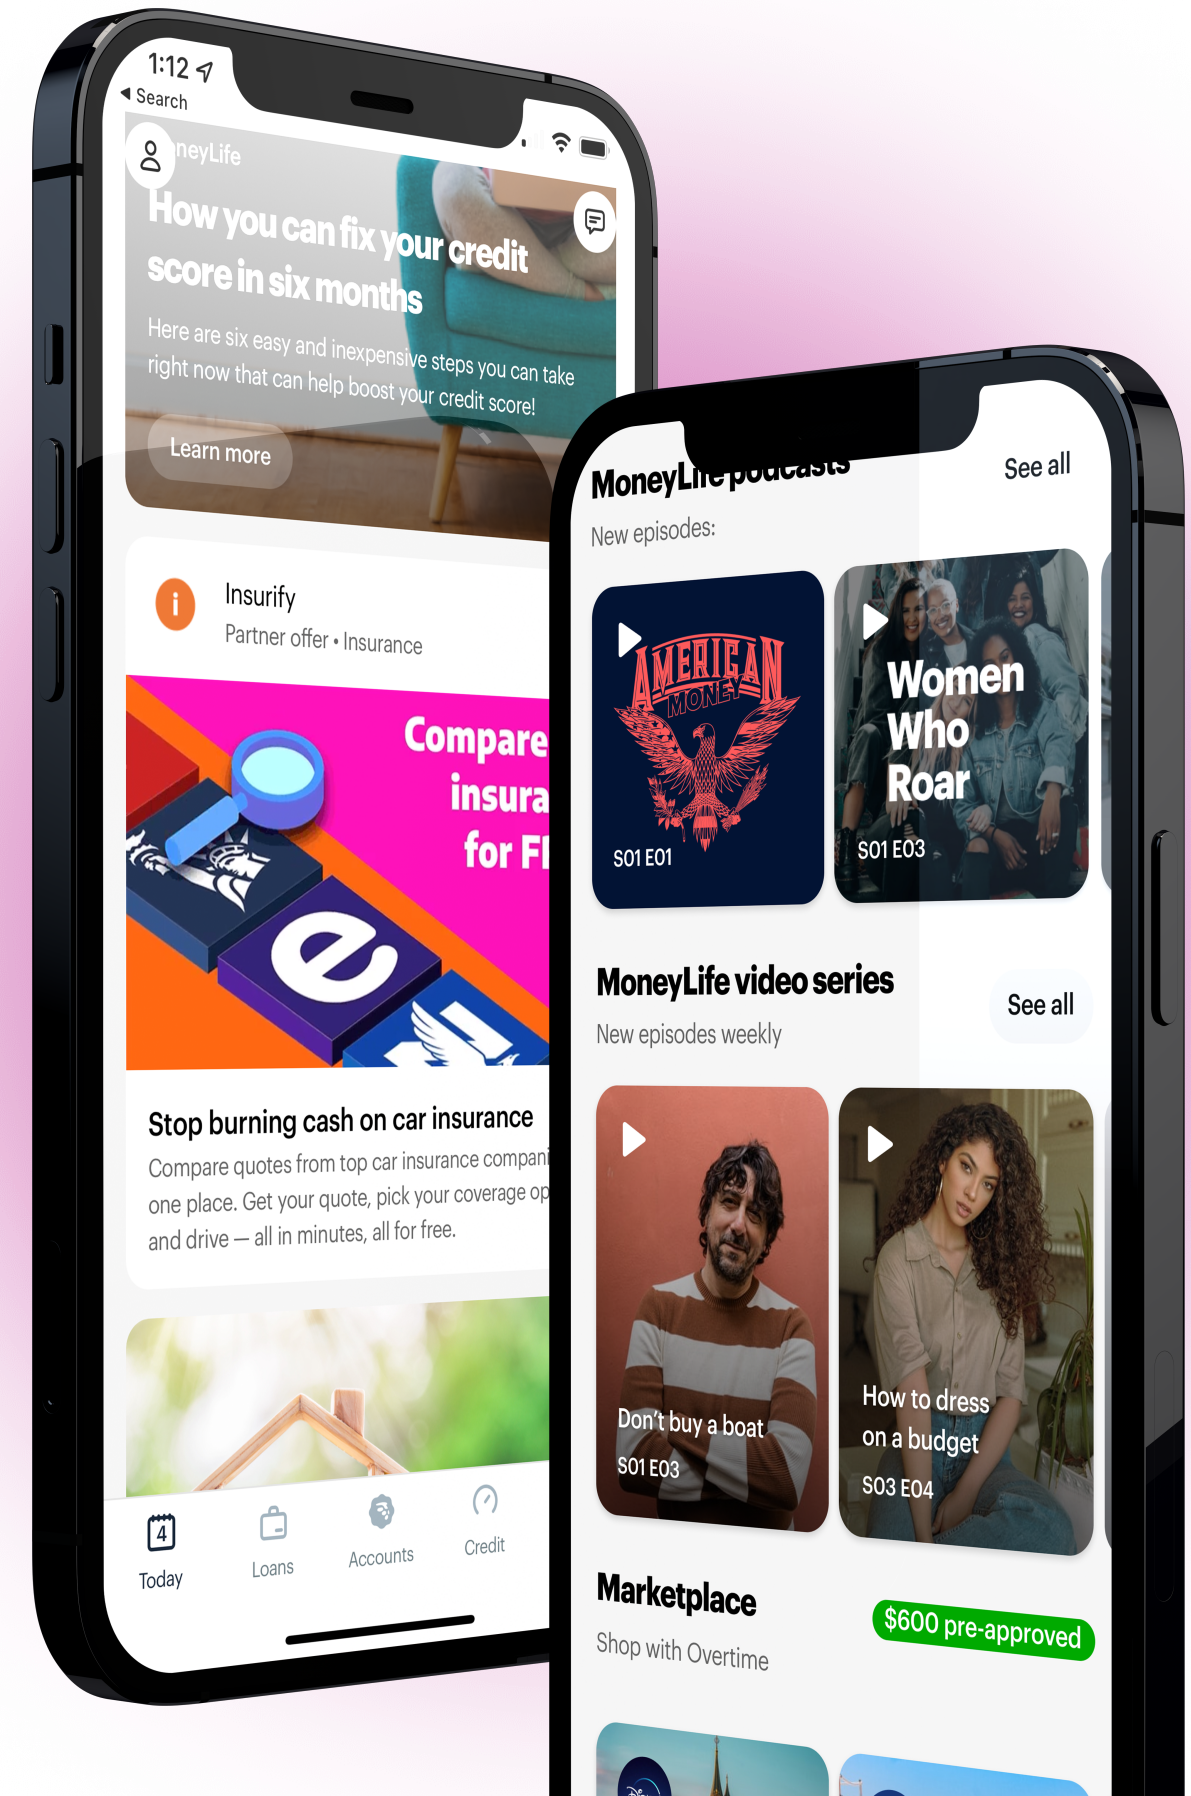 1:12
Search
neyLife
How you can fix your credit
score in six months
Here are six easy and inexpensive steps you can take
right now that can help boost your credit score!
Learn more
i
Insurify
Partner offer • Insurance
Compare
insura
for F
e
Stop burning cash on car insurance
Compare quotes from top car insurance compani
one place. Get your quote, pick your coverage op
and drive — all in minutes, all for free.
4
Today
Loans
Accounts
Credit
MoneyLife podcasts
See all
New episodes:
AMERICAN
MONEY
S01 E01
Women
Who
Roar
S01 E03
MoneyLife video series
See all
New episodes weekly
Don't buy a boat
S01 E03
How to dress
on a budget
S03 E04
Marketplace
$600 pre-approved
Shop with Overtime